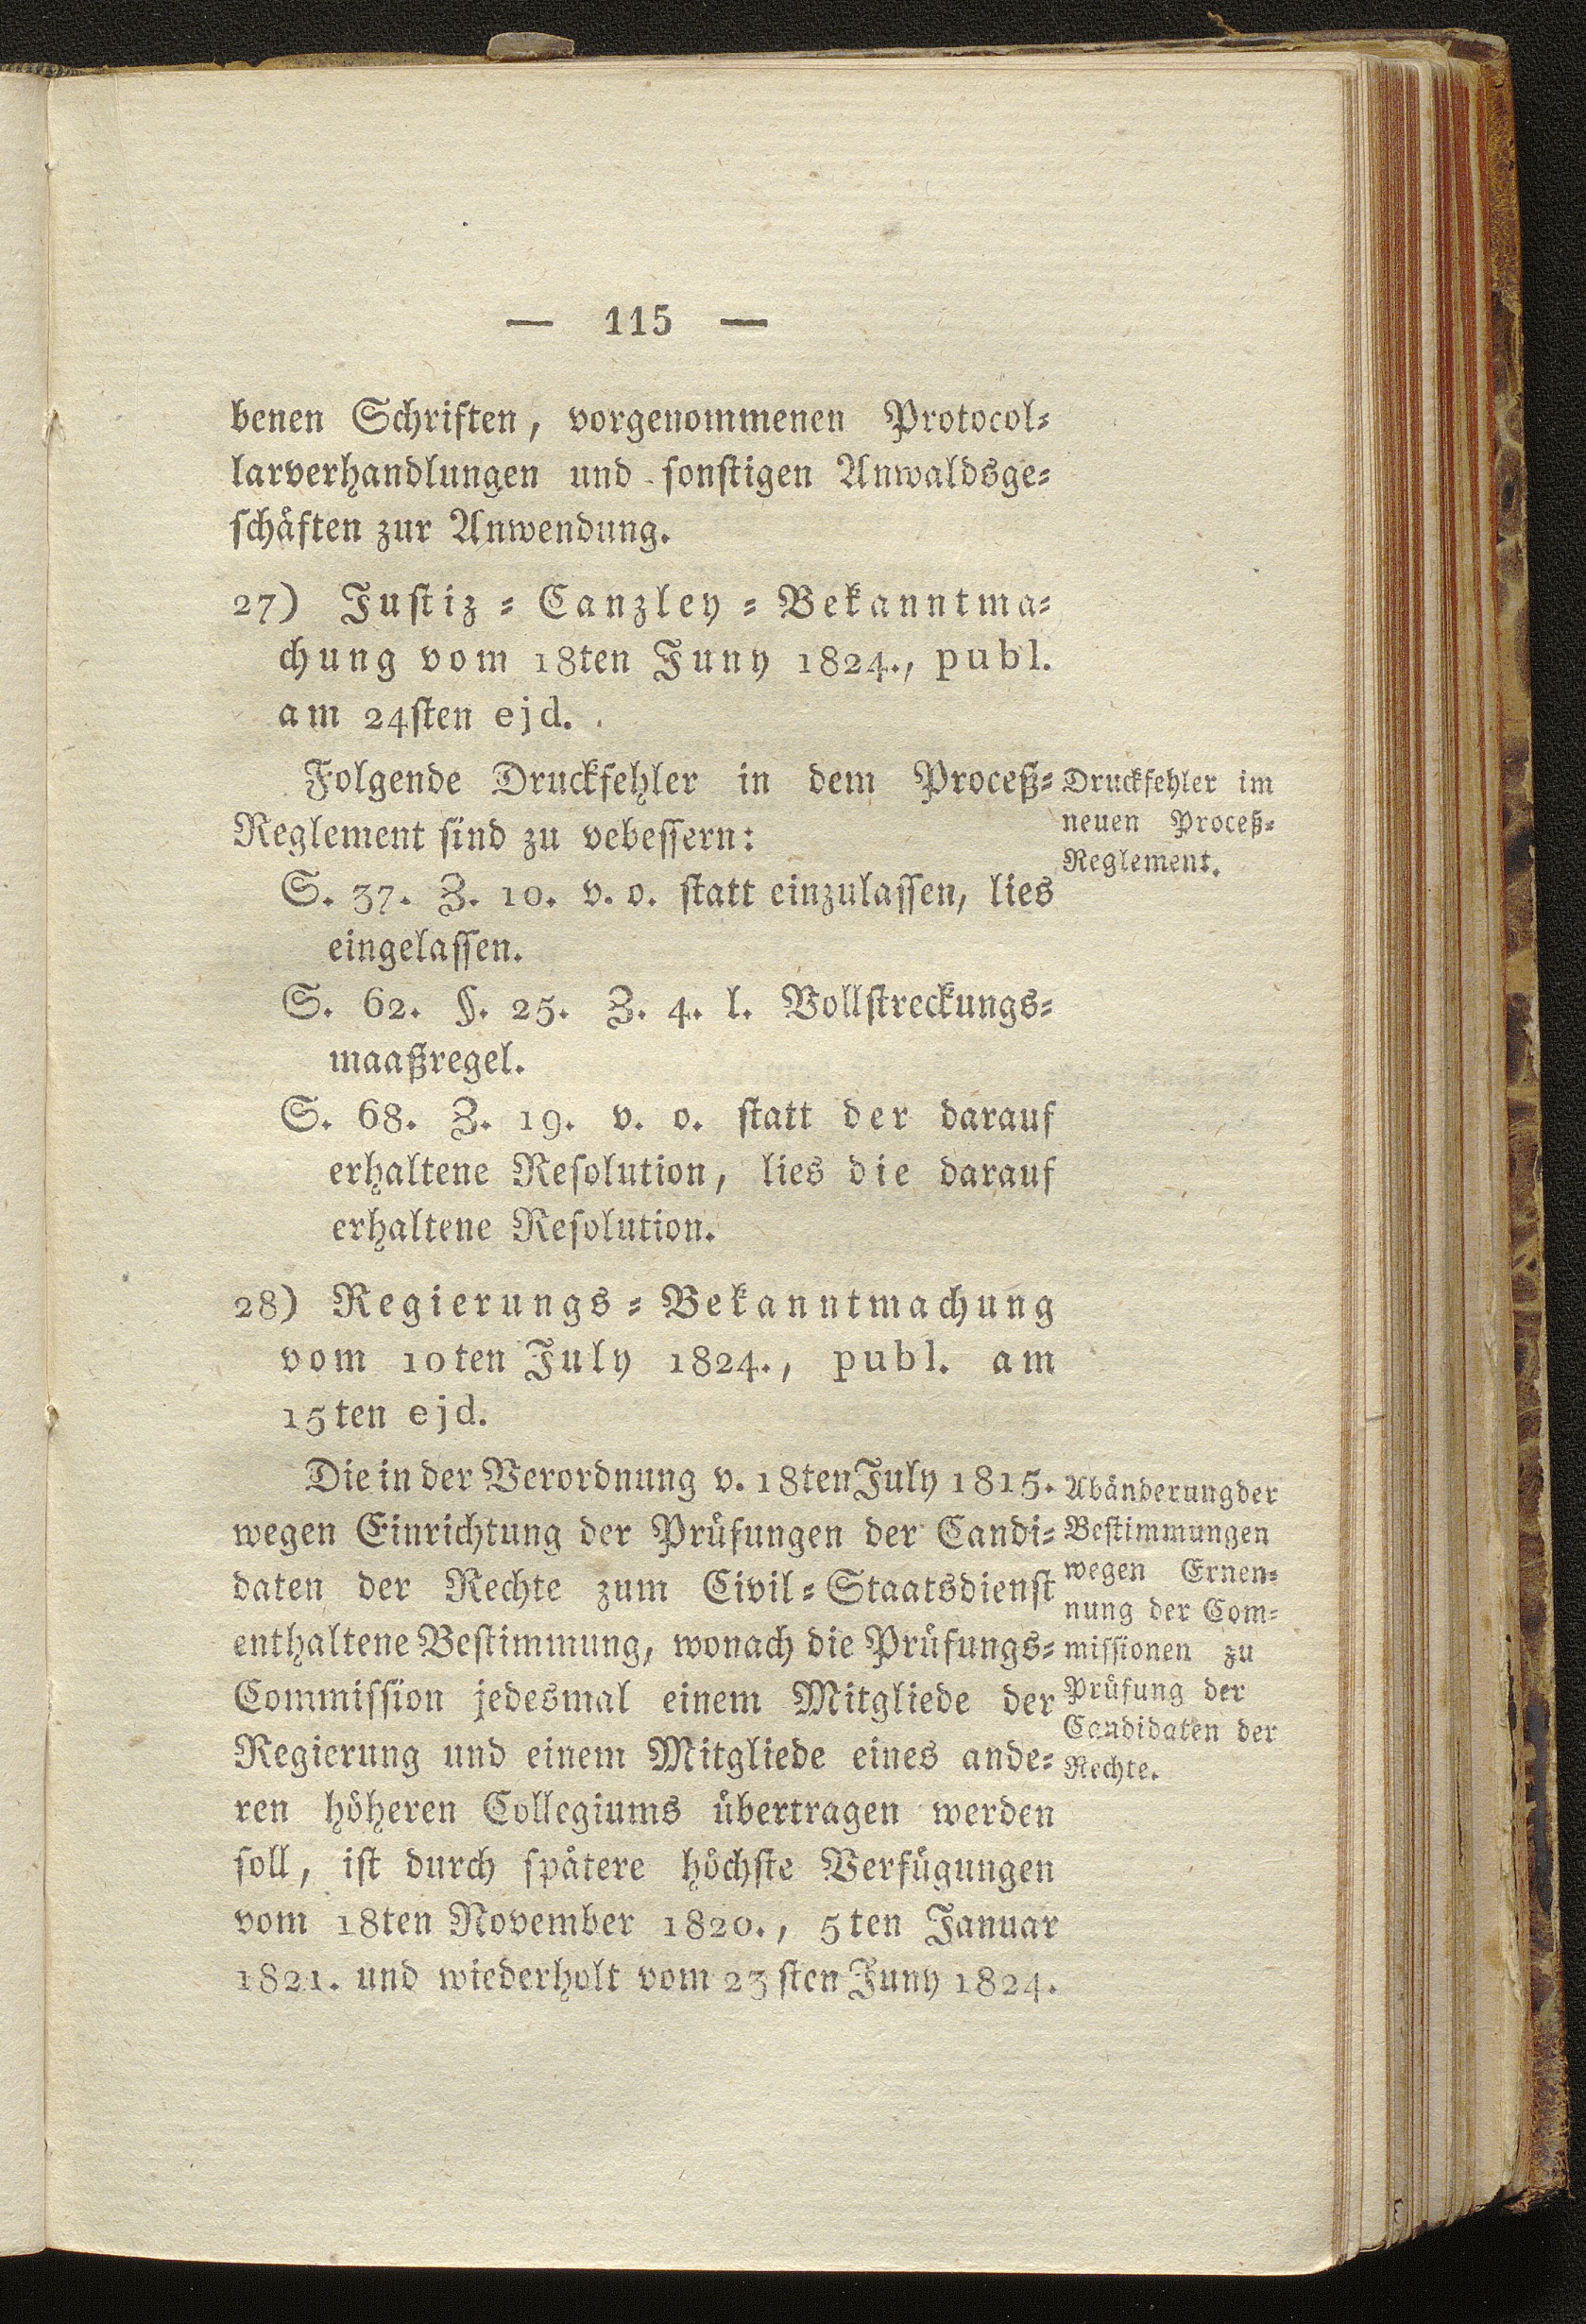 — 115 —
benen Schriften, vorgenommenen Protocol⸗
larverhandlungen und sonstigen Anwaldsge⸗
schäften zur Anwendung.
27) Justiz⸗Canzley⸗Bekanntma⸗
chung vom 18ten Juny 1824., publ.
am 24sten ejd.
Folgende Druckfehler in dem Proceß⸗
Reglement sind zu vebessern:
Druckfehler im
neuen Proceß⸗
Reglement.
S. 37. Z. 10. v. o. statt einzulassen, lies
eingelassen.
S. 62. §. 25. Z. 4. l. Vollstreckungs⸗
maaßregel.
S. 68. Z. 19. v. o. statt der darauf
erhaltene Resolution, lies die darauf
erhaltene Resolution.
28) Regierungs⸗Bekanntmachung
vom 10ten July 1824., publ. am
15ten ejd.
Die in der Verordnung v. 18ten July 1815.
wegen Einrichtung der Prüfungen der Candi⸗
daten der Rechte zum Civil⸗Staatsdienst
enthaltene Bestimmung, wonach die Prüfungs⸗
Commission jedesmal einem Mitgliede der
Regierung und einem Mitgliede eines ande⸗
ren höheren Collegiums übertragen werden
soll, ist durch spätere höchste Verfügungen
vom 18ten November 1820., 5ten Januar
1821. und wiederholt vom 23sten Juny 1824.
Abänderung der
Bestimmungen
wegen Ernen⸗
nung der Com⸗
missionen zu
Prüfung der
Candidaten der
Rechte.